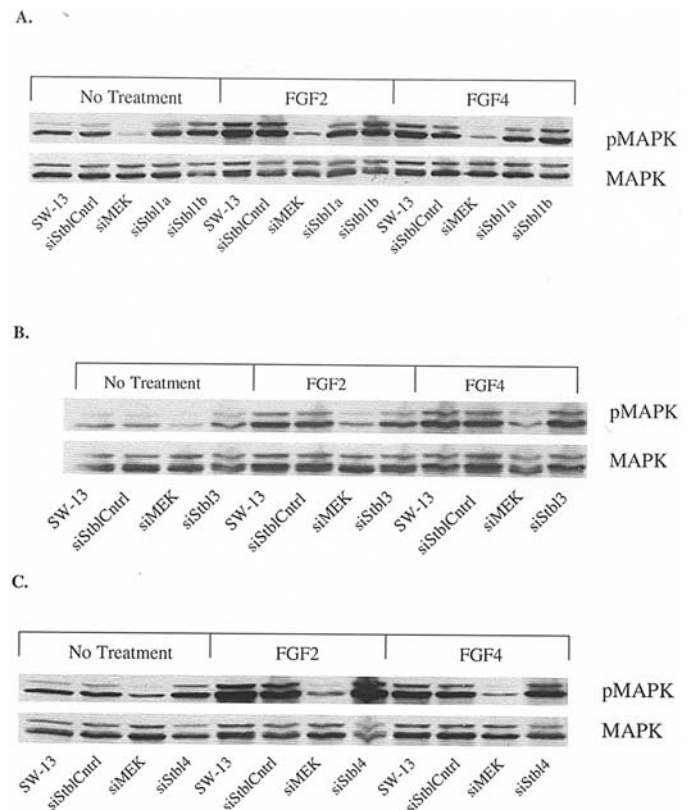 A.
No Treatment FGF2 FGF4
pMAPK
MAPK
SW-13 siStblCntrl siMEK siStbl1a siStbl1b SW-13 siStblCntrl siMEK siStbl1a siStbl1b SW-13 siStblCntrl siMEK siStbl1a siStbl1b
B.
No Treatment FGF2 FGF4
pMAPK
MAPK
SW-13 siStblCntrl siMEK siStbl3 SW-13 siStblCntrl siMEK siStbl3 SW-13 siStblCntrl siMEK siStbl3
C.
No Treatment FGF2 FGF4
pMAPK
MAPK
SW-13 siStblCntrl siMEK siStbl4 SW-13 siStblCntrl siMEK siStbl4 SW-13 siStblCntrl siMEK siStbl4